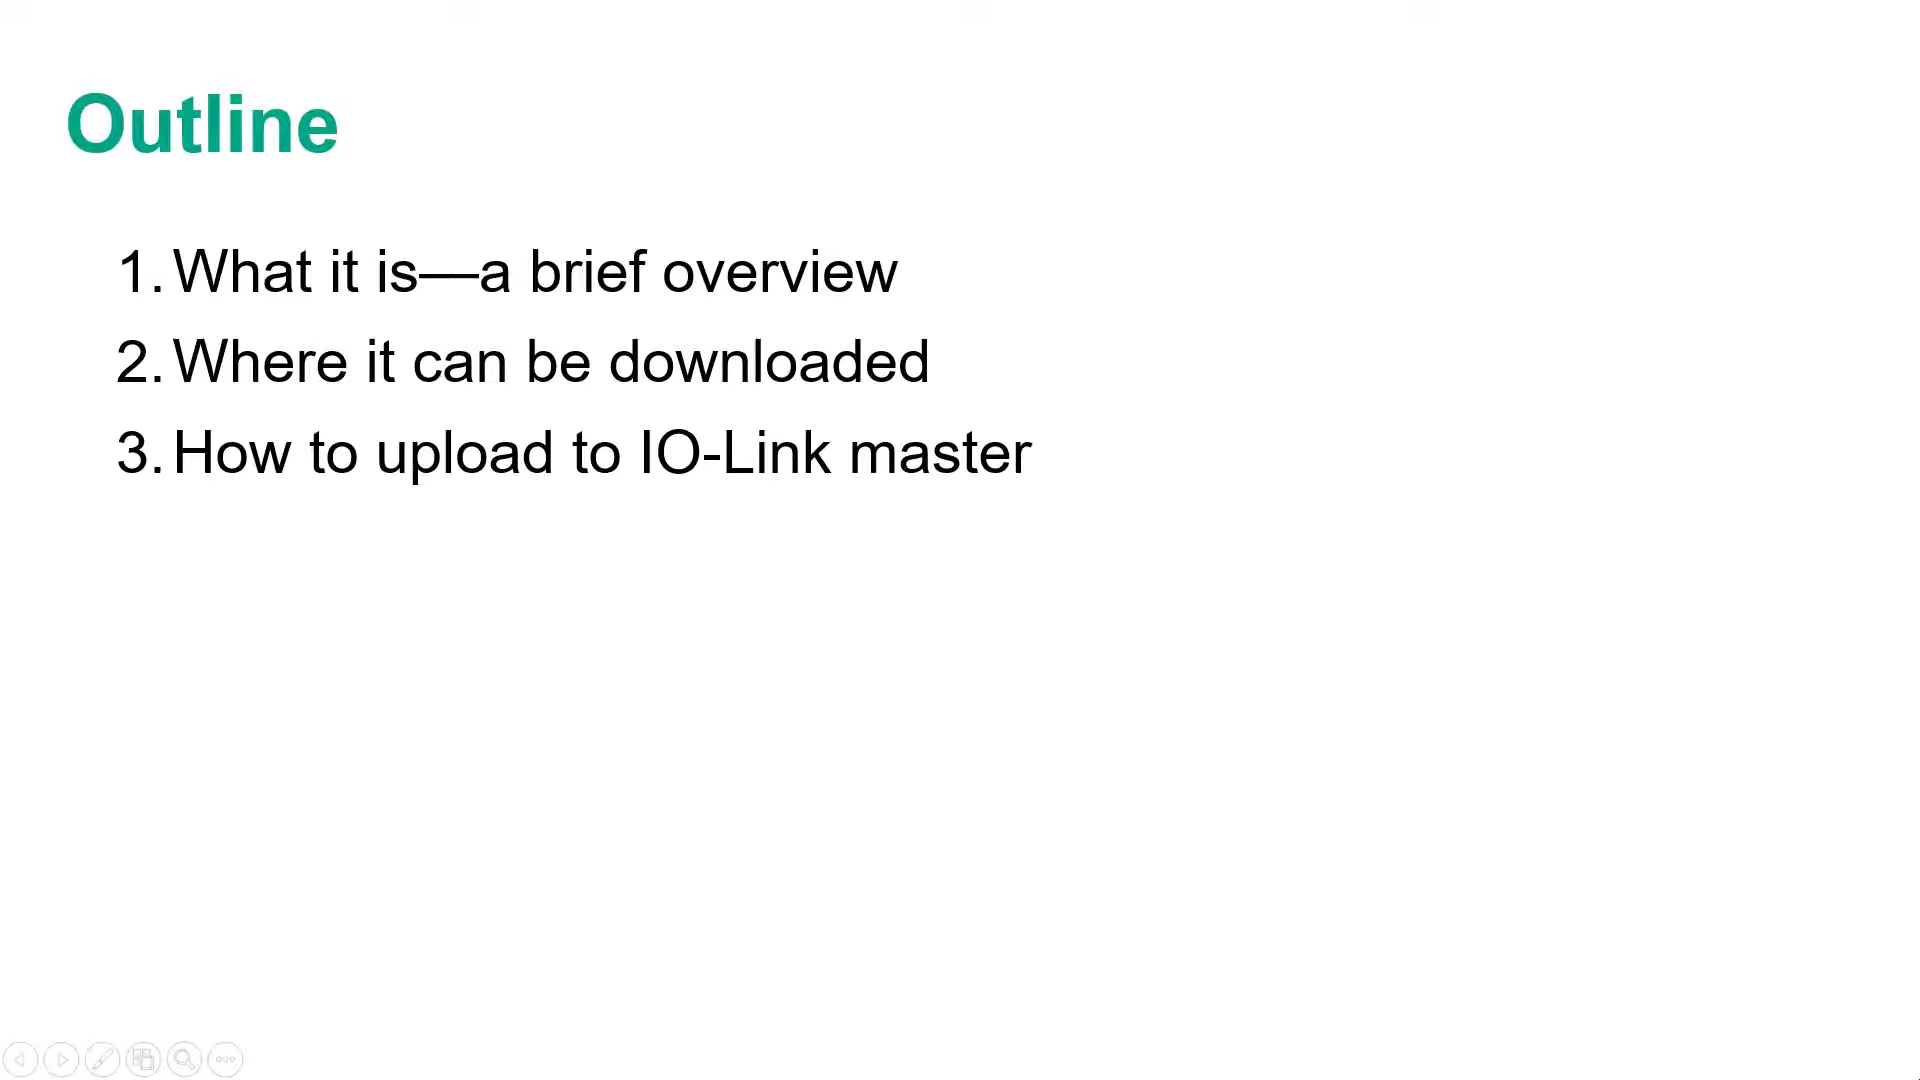 Outline
1. What it is—a brief overview
2. Where it can be downloaded
3. How to upload to IO-Link master